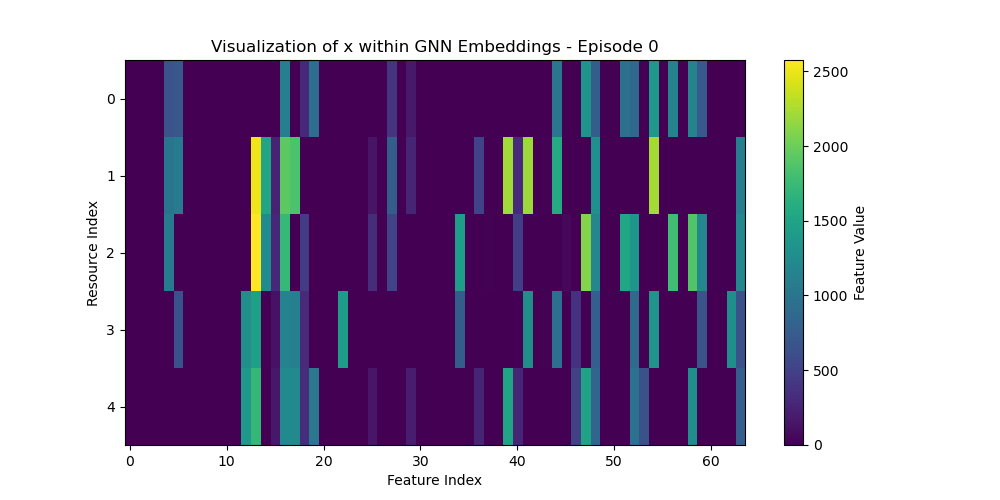 Visualization of x within GNN Embeddings - Episode 0
Resource Index
0
1
2
3
4
0 10 20 30 40 50 60
Feature Index
2500
2000
1500
1000
500
0
Feature Value